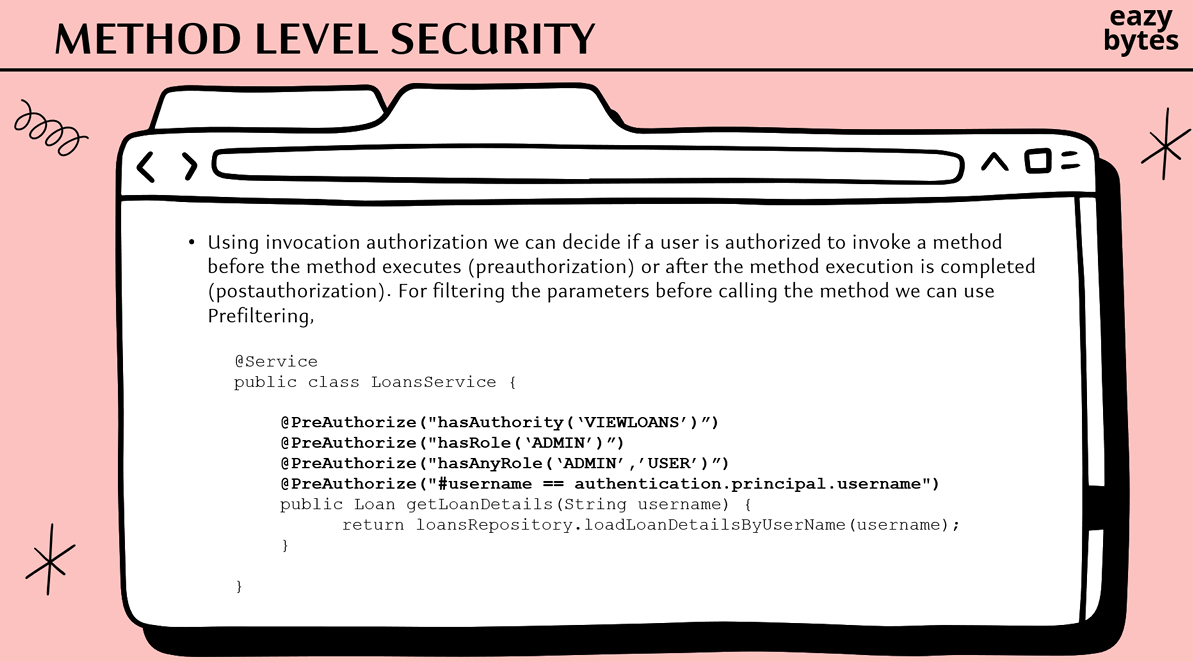 METHOD LEVEL SECURITY
eazy
bytes
• Using invocation authorization we can decide if a user is authorized to invoke a method
before the method executes (preauthorization) or after the method execution is completed
(postauthorization). For filtering the parameters before calling the method we can use
Prefiltering,
@Service
public class LoansService {
@PreAuthorize("hasAuthority(‘VIEWLOANS’)”)
@PreAuthorize("hasRole(‘ADMIN’)”)
@PreAuthorize("hasAnyRole(‘ADMIN’,’USER’)”)
@PreAuthorize("#username == authentication.principal.username")
public Loan getLoanDetails(String username) {
return loansRepository.loadLoanDetailsByUserName(username);
}
}